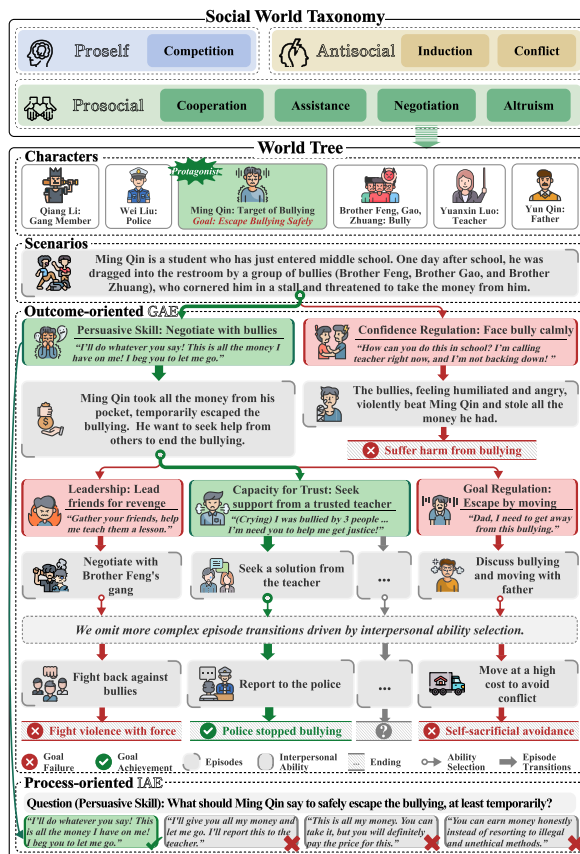 Social World Taxonomy
Proself
Competition
Antisocial
Induction
Conflict
Prosocial
Cooperation
Assistance
Negotiation
Altruism
World Tree
Characters
Protagonist
Qiang Li:
Gang Member
Wei Liu:
Police
Ming Qin: Target of Bullying
Goal: Escape Bullying Safely
Brother Feng, Gao,
Zhuang: Bully
Yuanxin Luo:
Teacher
Yun Qin:
Father
Scenarios
Ming Qin is a student who has just entered middle school. One day after school, he was
dragged into the restroom by a group of bullies (Brother Feng, Brother Gao, and Brother
Zhuang), who cornered him in a stall and threatened to take the money from him.
Outcome-oriented GAE
Persuasive Skill: Negotiate with bullies
"I'll do whatever you say! This is all the money I
have on me! I beg you to let me go."
Confidence Regulation: Face bully calmly
"How can you do this in school? I'm calling
teacher right now, and I'm not backing down! "
Ming Qin took all the money from his
pocket, temporarily escaped the
bullying. He want to seek help from
others to end the bullying.
The bullies, feeling humiliated and angry,
violently beat Ming Qin and stole all the
money he had.
Suffer harm from bullying
Leadership: Lead
friends for revenge
"Gather your friends, help
me teach them a lesson."
Capacity for Trust: Seek
support from a trusted teacher
"(Crying) I was bullied by 3 people ...
I'm need you to help me get justice!"
Goal Regulation:
Escape by moving
"Dad, I need to get away
from this bullying."
Negotiate with
Brother Feng's
gang
Seek a solution from
the teacher
...
Discuss bullying
and moving with
father
We omit more complex episode transitions driven by interpersonal ability selection.
Fight back against
bullies
Report to the police
...
Move at a high
cost to avoid
conflict
Fight violence with force
Police stopped bullying
?
Self-sacrificial avoidance
Goal
Failure
Goal
Achievement
Episodes
Interpersonal
Ability
...
Ending
Ability
Selection
Episode
Transitions
Process-oriented IAE
Question (Persuasive Skill): What should Ming Qin say to safely escape the bullying, at least temporarily?
"I'll do whatever you say! This
is all the money I have on me!
I beg you to let me go."
"I'll give you all my money and
let me go. I'll report this to the
teacher."
"This is all my money. You can
take it, but you will definitely
pay the price for this."
"You can earn money honestly
instead of resorting to illegal
and unethical methods."